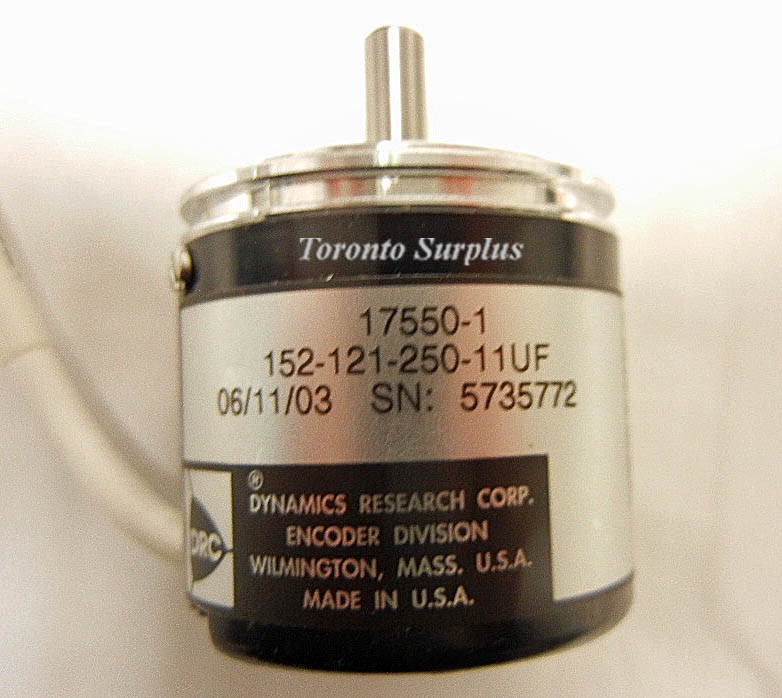 Toronto Surplus
17550-1
152-121-250-11UF
06/11/03 SN: 5735772
®
DYNAMICS RESEARCH CORP.
ENCODER DIVISION
DRC
WILMINGTON, MASS. U.S.A.
MADE IN U.S.A.